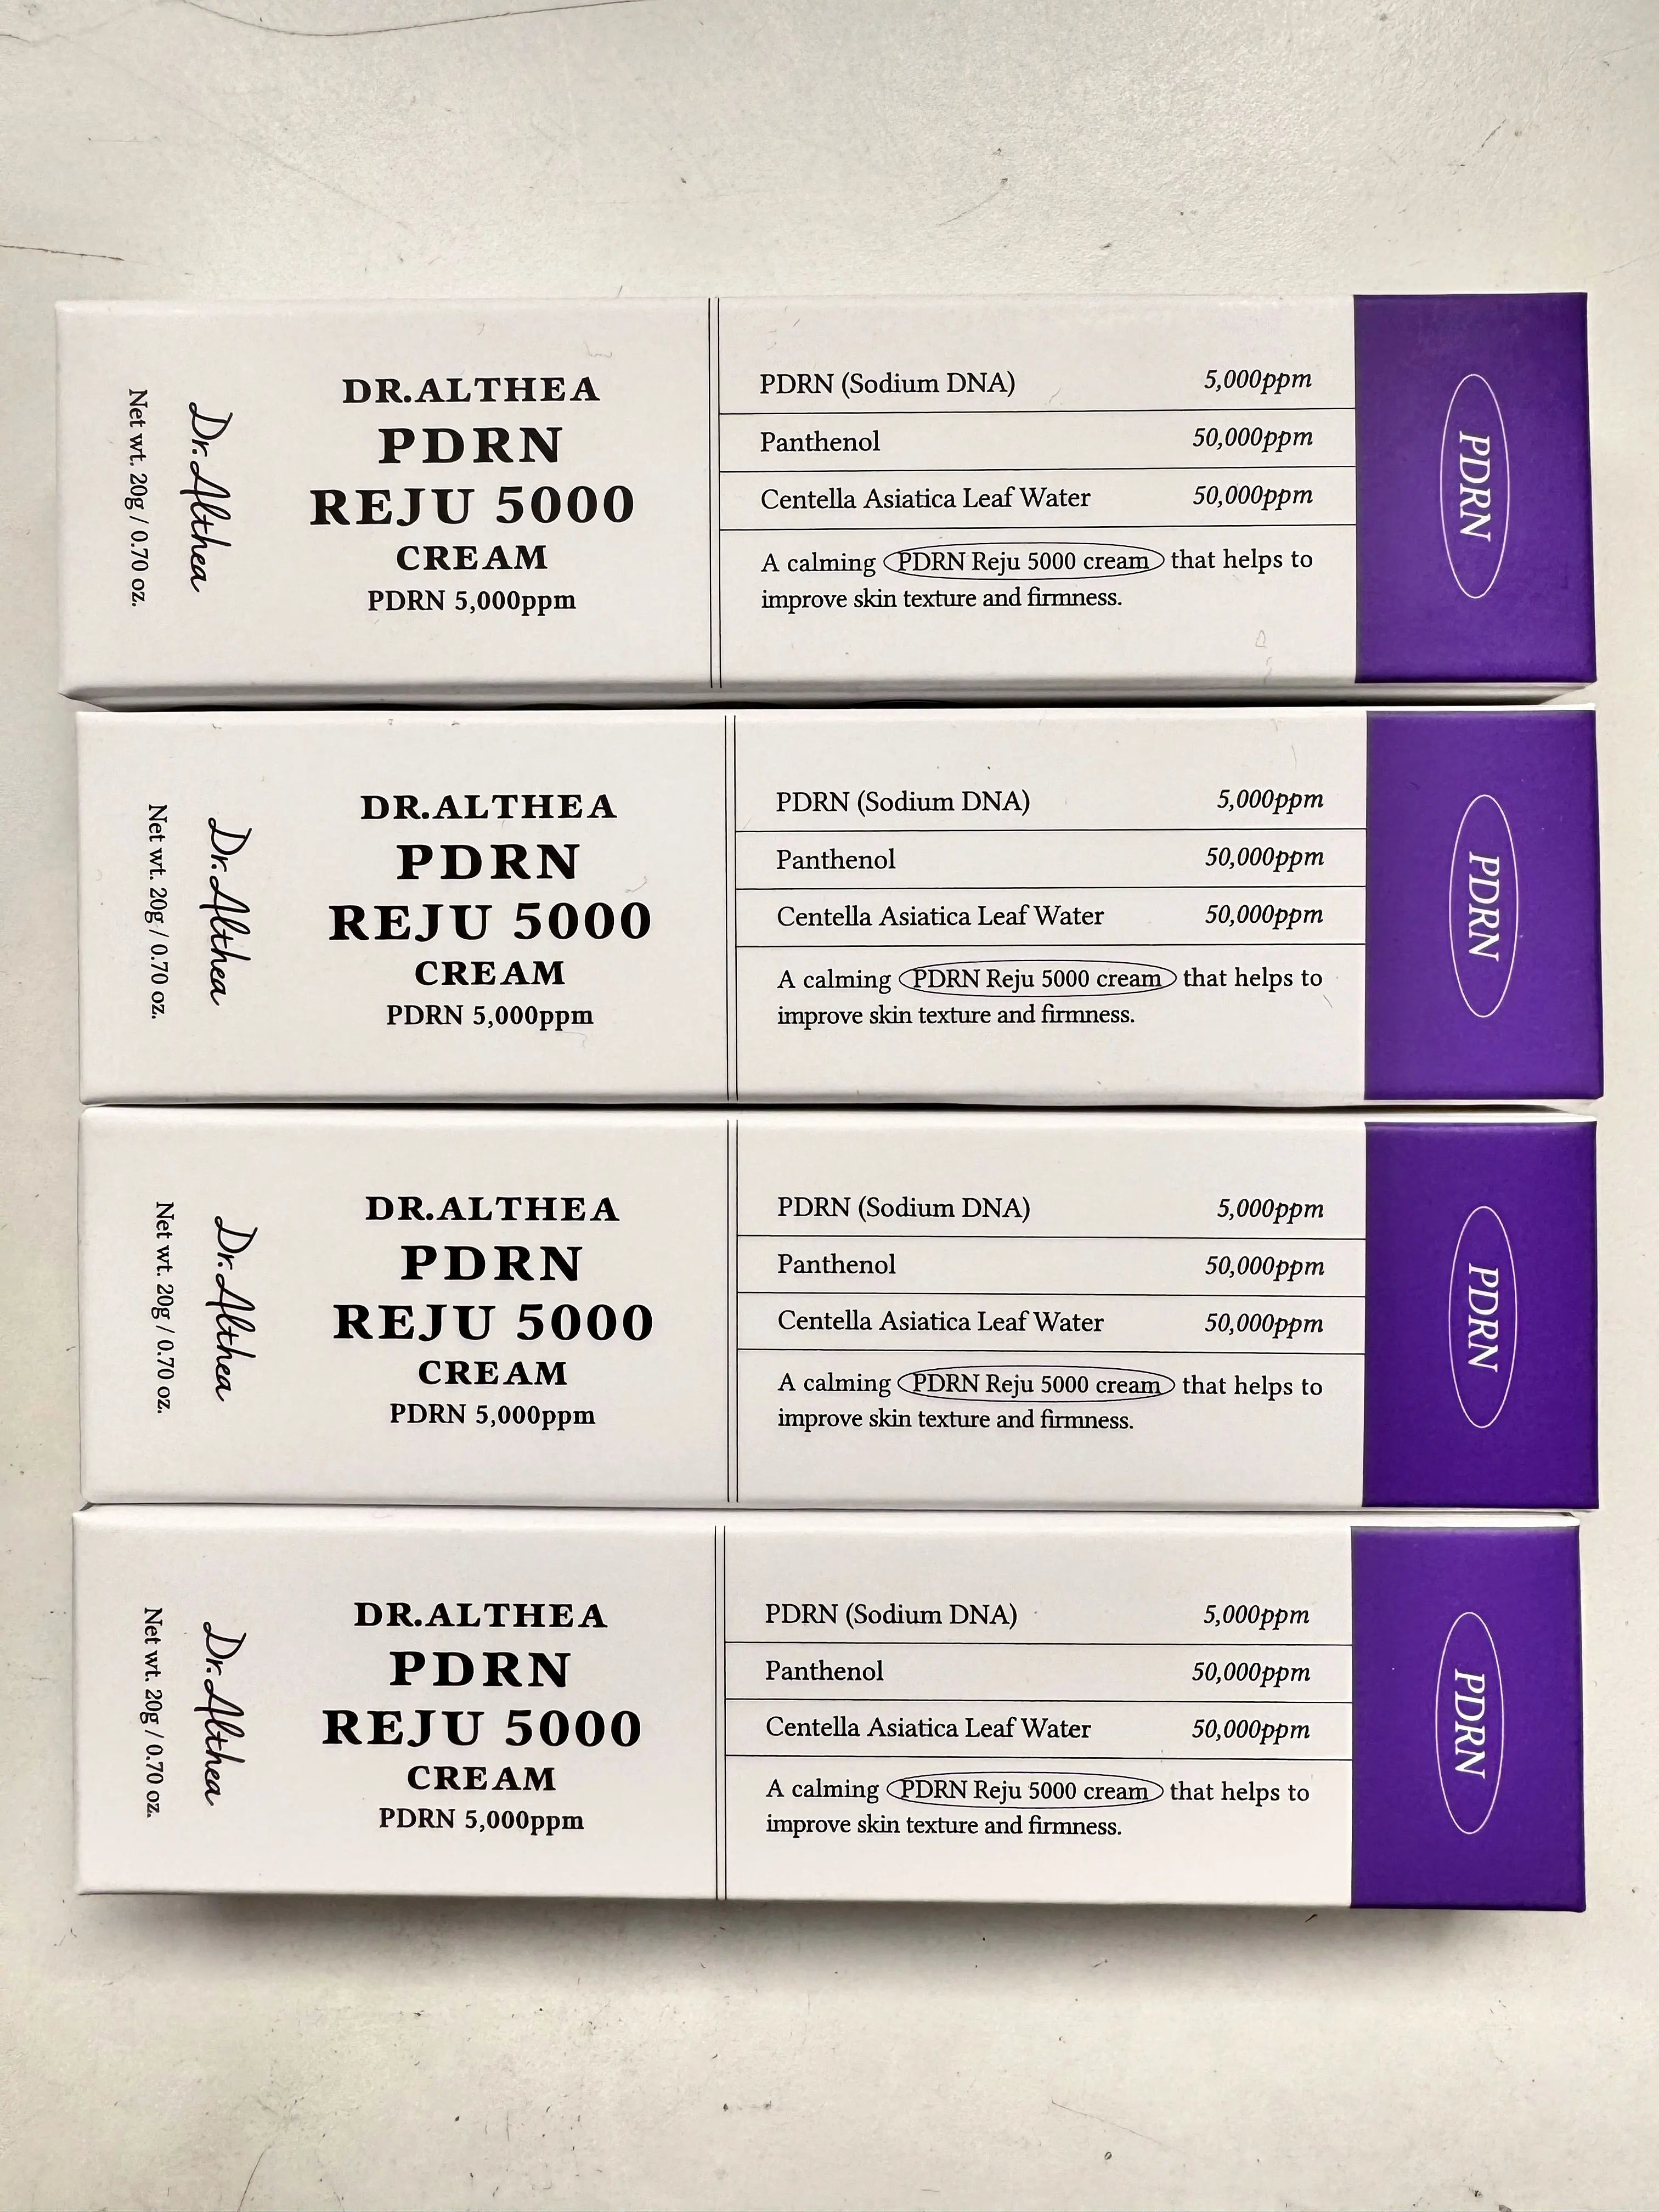 Net wt. 20g / 0.70 oz.
Dr.Althea
DR.ALTHEA
PDRN
REJU 5000
CREAM
PDRN 5,000ppm
PDRN (Sodium DNA) 5,000ppm
Panthenol 50,000ppm
Centella Asiatica Leaf Water 50,000ppm
A calming PDRN Reju 5000 cream that helps to
improve skin texture and firmness.
PDRN
Net wt. 20g / 0.70 oz.
Dr.Althea
DR.ALTHEA
PDRN
REJU 5000
CREAM
PDRN 5,000ppm
PDRN (Sodium DNA) 5,000ppm
Panthenol 50,000ppm
Centella Asiatica Leaf Water 50,000ppm
A calming PDRN Reju 5000 cream that helps to
improve skin texture and firmness.
PDRN
Net wt. 20g / 0.70 oz.
Dr.Althea
DR.ALTHEA
PDRN
REJU 5000
CREAM
PDRN 5,000ppm
PDRN (Sodium DNA) 5,000ppm
Panthenol 50,000ppm
Centella Asiatica Leaf Water 50,000ppm
A calming PDRN Reju 5000 cream that helps to
improve skin texture and firmness.
PDRN
Net wt. 20g / 0.70 oz.
Dr.Althea
DR.ALTHEA
PDRN
REJU 5000
CREAM
PDRN 5,000ppm
PDRN (Sodium DNA) 5,000ppm
Panthenol 50,000ppm
Centella Asiatica Leaf Water 50,000ppm
A calming PDRN Reju 5000 cream that helps to
improve skin texture and firmness.
PDRN